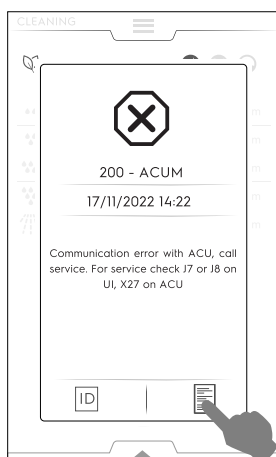 CLEANING
200 - ACUM
17/11/2022 14:22
Communication error with ACU, call
service. For service check J7 or J8 on
UI, X27 on ACU
ID